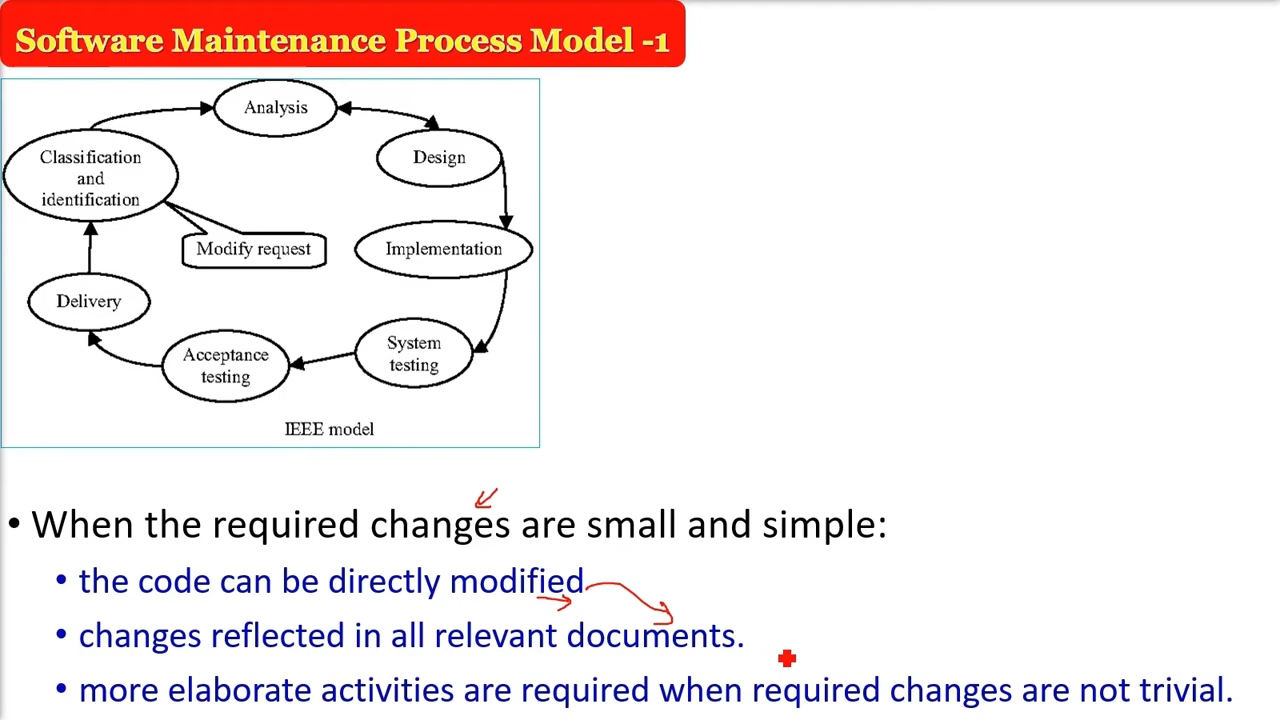 Software Maintenance Process Model -1
Analysis
Classification
and
identification
Design
Modify request
Implementation
Delivery
System
testing
Acceptance
testing
IEEE model
• When the required changes are small and simple:
• the code can be directly modified
• changes reflected in all relevant documents.
• more elaborate activities are required when required changes are not trivial.